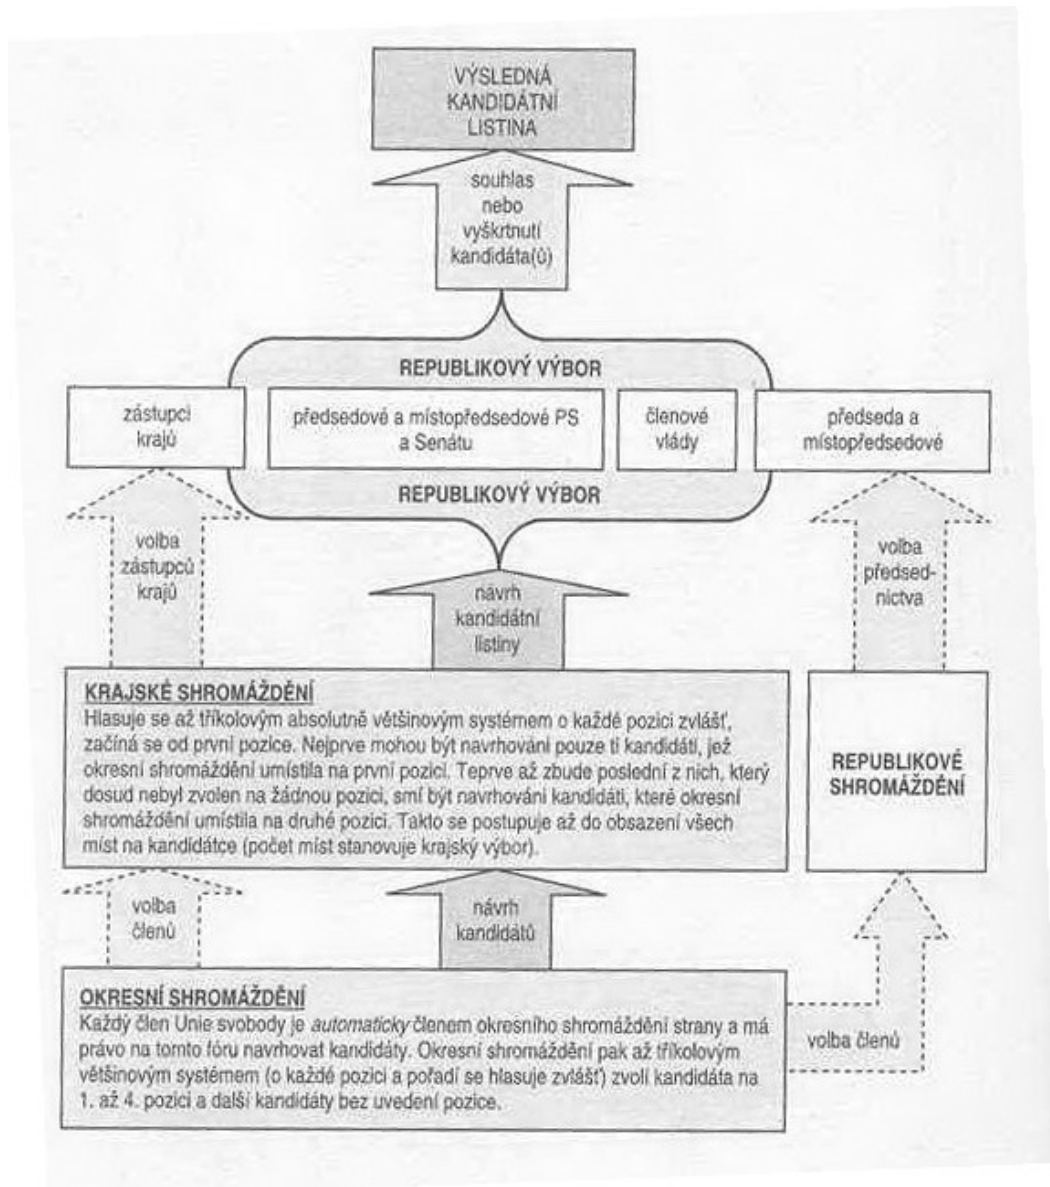 VÝSLEDNÁ
KANDIDÁTNÍ
LISTINA
souhlas
nebo
vyškrtnutí
kandidáta(ů)
REPUBLIKOVÝ VÝBOR
zástupci
krajů
předsedové a místopředsedové PS
a Senátu
členové
vlády
předseda a
místopředsedové
REPUBLIKOVÝ VÝBOR
volba
zástupců
krajů
návrh
kandidátní
listiny
volba
předsed-
nictva
KRAJSKÉ SHROMÁŽDĚNÍ
Hlasuje se až tříkolovým absolutně většinovým systémem o každé pozici zvlášť,
začíná se od první pozice. Nejprve mohou být navrhováni pouze ti kandidáti, jež
okresní shromáždění umístila na první pozici. Teprve až zbude poslední z nich, který
dosud nebyl zvolen na žádnou pozici, smí být navrhováni kandidáti, které okresní
shromáždění umístila na druhé pozici. Takto se postupuje až do obsazení všech
míst na kandidátce (počet míst stanovuje krajský výbor).
REPUBLIKOVÉ
SHROMÁŽDĚNÍ
volba
členů
návrh
kandidátů
OKRESNÍ SHROMÁŽDĚNÍ
Každý člen Unie svobody je automaticky členem okresního shromáždění strany a má
právo na tomto fóru navrhovat kandidáty. Okresní shromáždění pak až tříkolovým
většinovým systémem (o každé pozici a pořadí se hlasuje zvlášť) zvolí kandidáta na
1. až 4. pozici a další kandidáty bez uvedení pozice.
volba členů